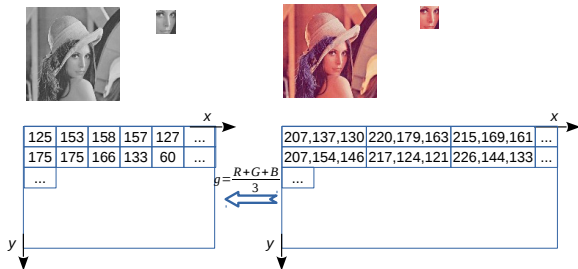 x
125 153 158 157 127 ...
175 175 166 133 60 ...
...
y
g=R+G+B/3
x
207,137,130 220,179,163 215,169,161 ...
207,154,146 217,124,121 226,144,133 ...
...
y